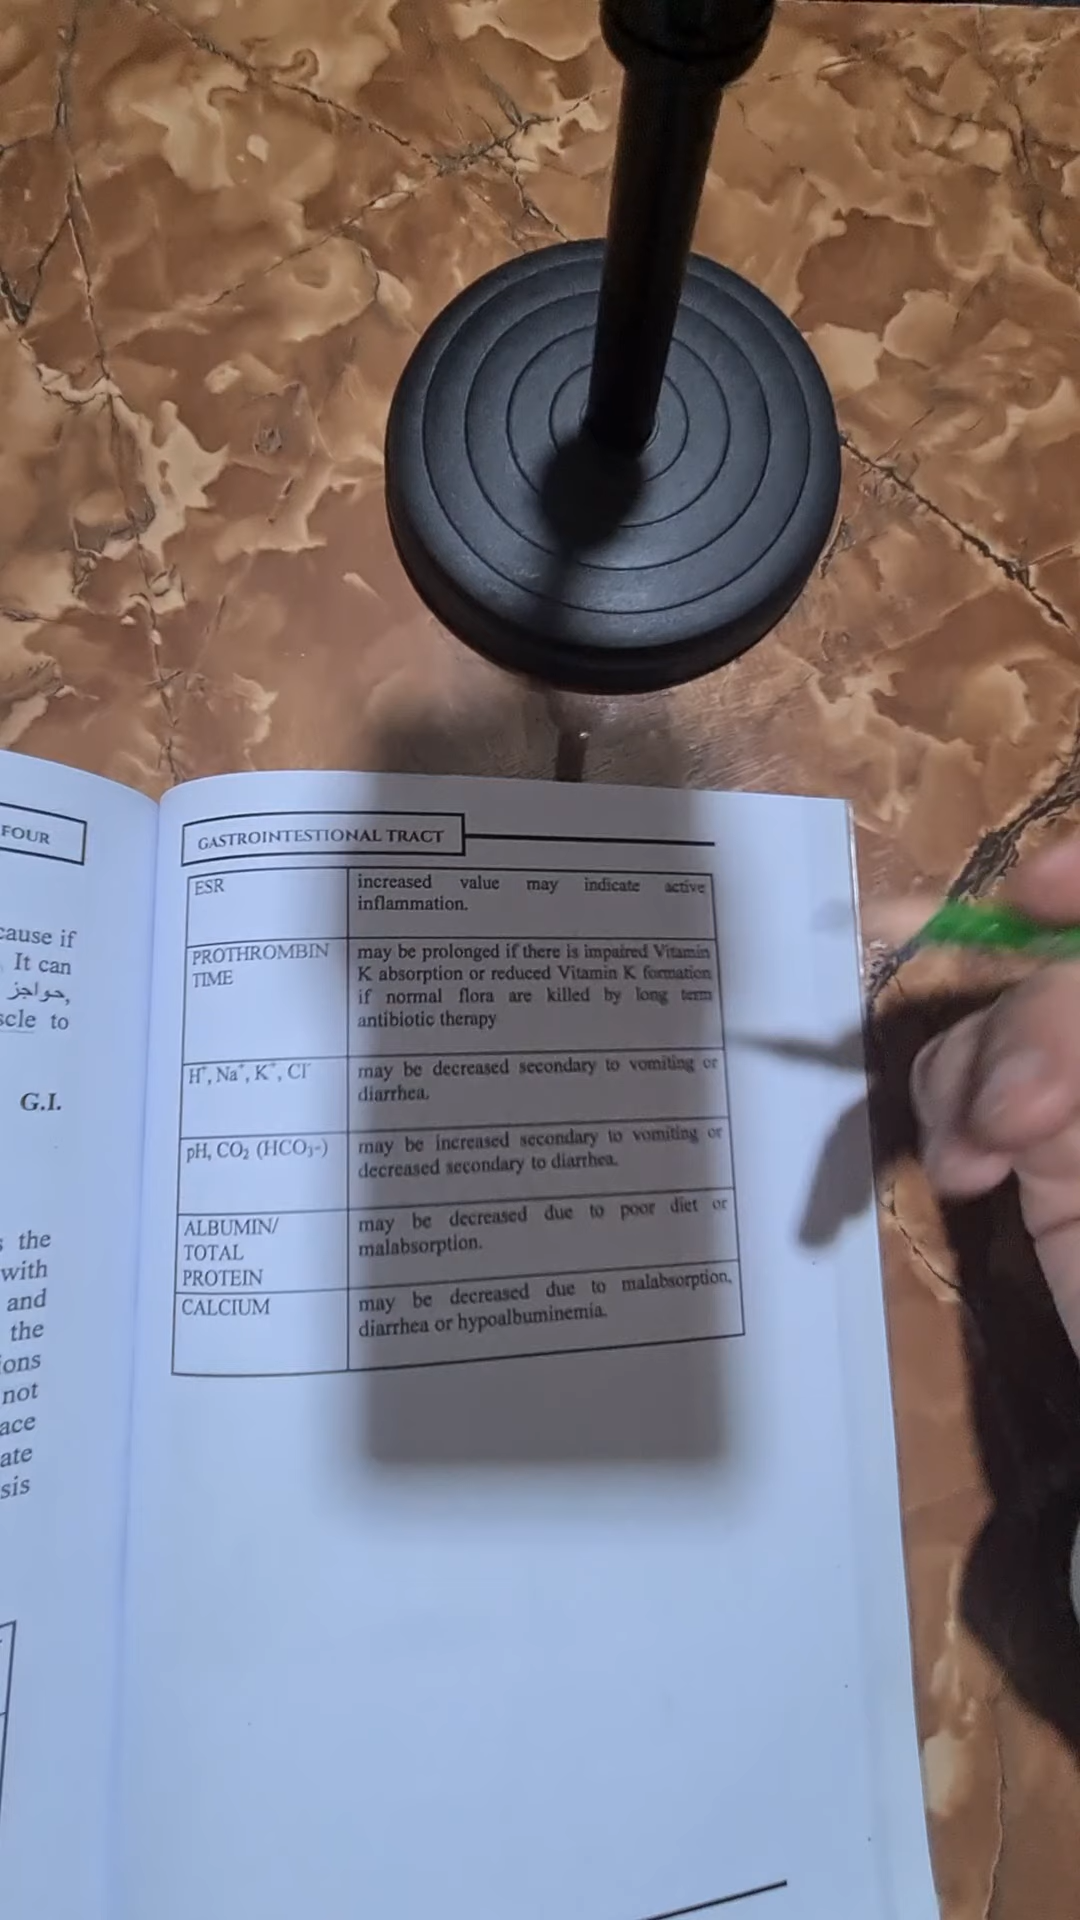 FOUR
cause if
It can
حواجز,
scle to
G.I.
s the
with
and
the
ions
not
ace
ate
sis
GASTROINTESTIONAL TRACT
ESR
increased value may indicate active
inflammation.
PROTHROMBIN
TIME
may be prolonged if there is impaired Vitamin
K absorption or reduced Vitamin K formation
if normal flora are killed by long term
antibiotic therapy
H⁺, Na⁺, K⁺, Cl⁻
may be decreased secondary to vomiting or
diarrhea.
pH, CO₂ (HCO₃-)
may be increased secondary to vomiting or
decreased secondary to diarrhea.
ALBUMIN/
TOTAL
PROTEIN
may be decreased due to poor diet or
malabsorption.
CALCIUM
may be decreased due to malabsorption,
diarrhea or hypoalbuminemia.